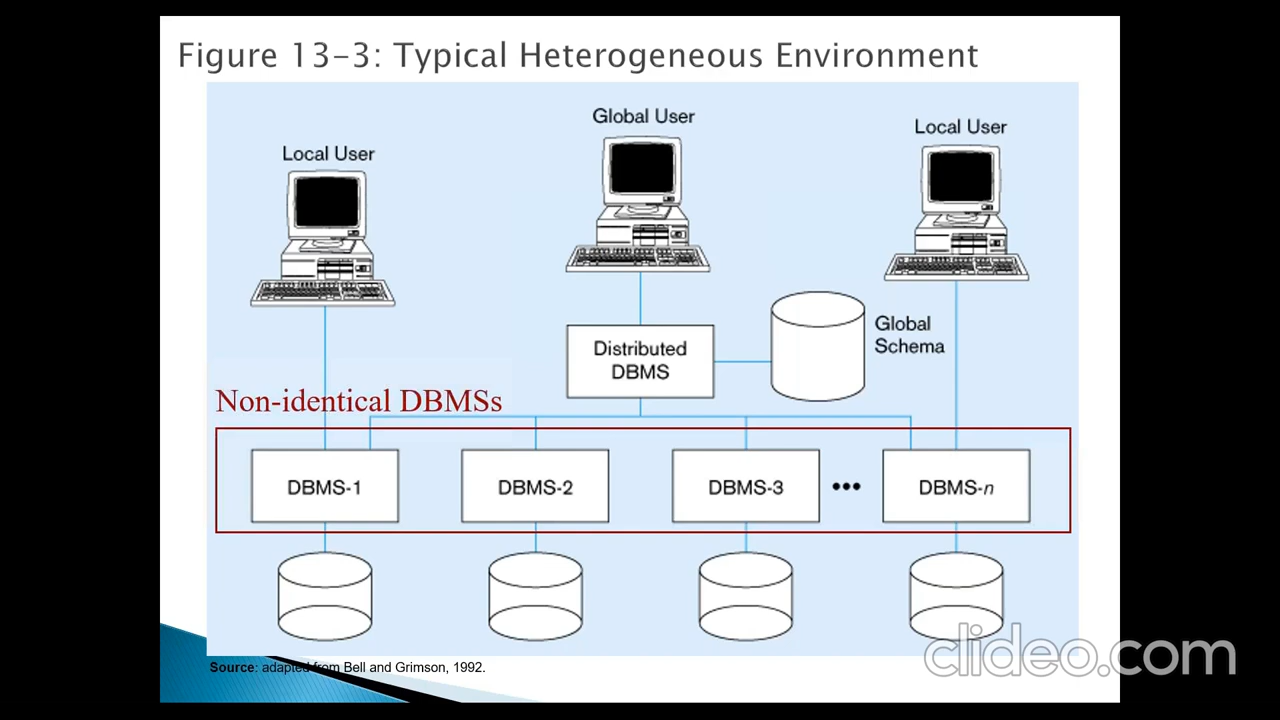 Figure 13-3: Typical Heterogeneous Environment
Global User
Local User
Local User
Global
Schema
Distributed
DBMS
Non-identical DBMSs
DBMS-1
DBMS-2
DBMS-3
•••
DBMS-n
Source: adapted from Bell and Grimson, 1992.
clideo.com